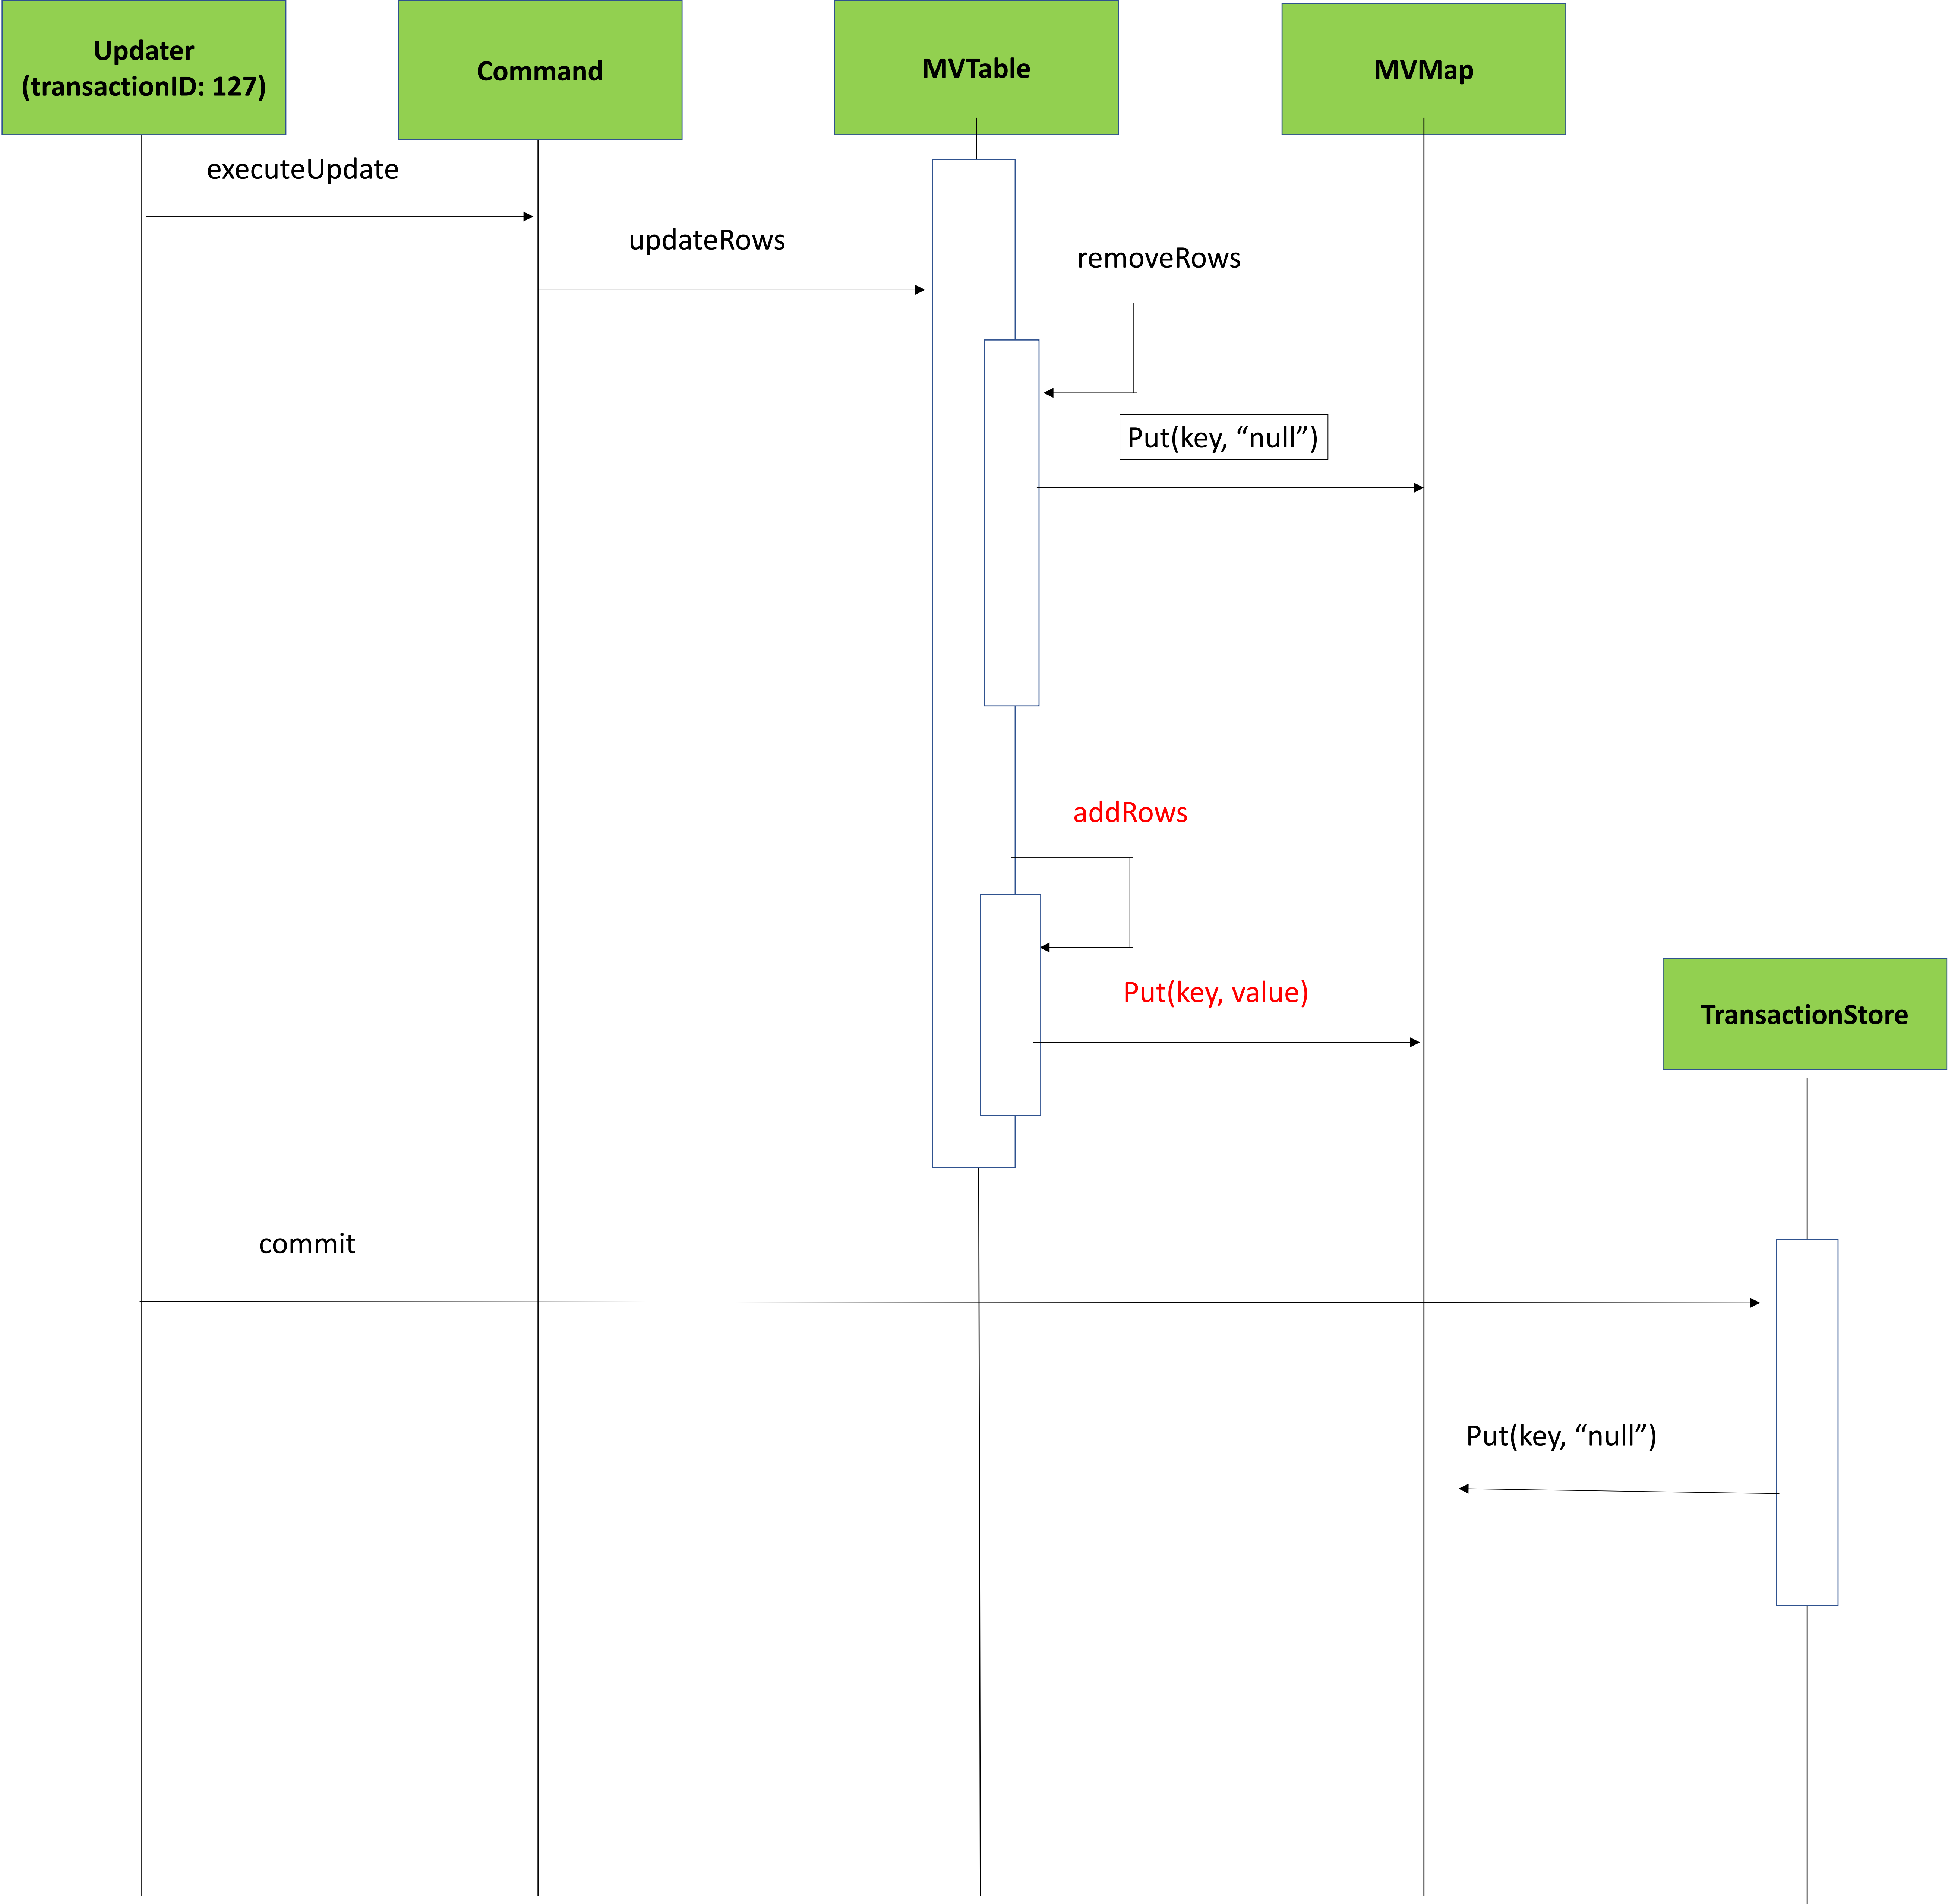 Updater
(transactionID: 127)
Command
MVTable
MVMap
executeUpdate
updateRows
removeRows
Put(key, “null”)
addRows
Put(key, value)
TransactionStore
commit
Put(key, “null”)